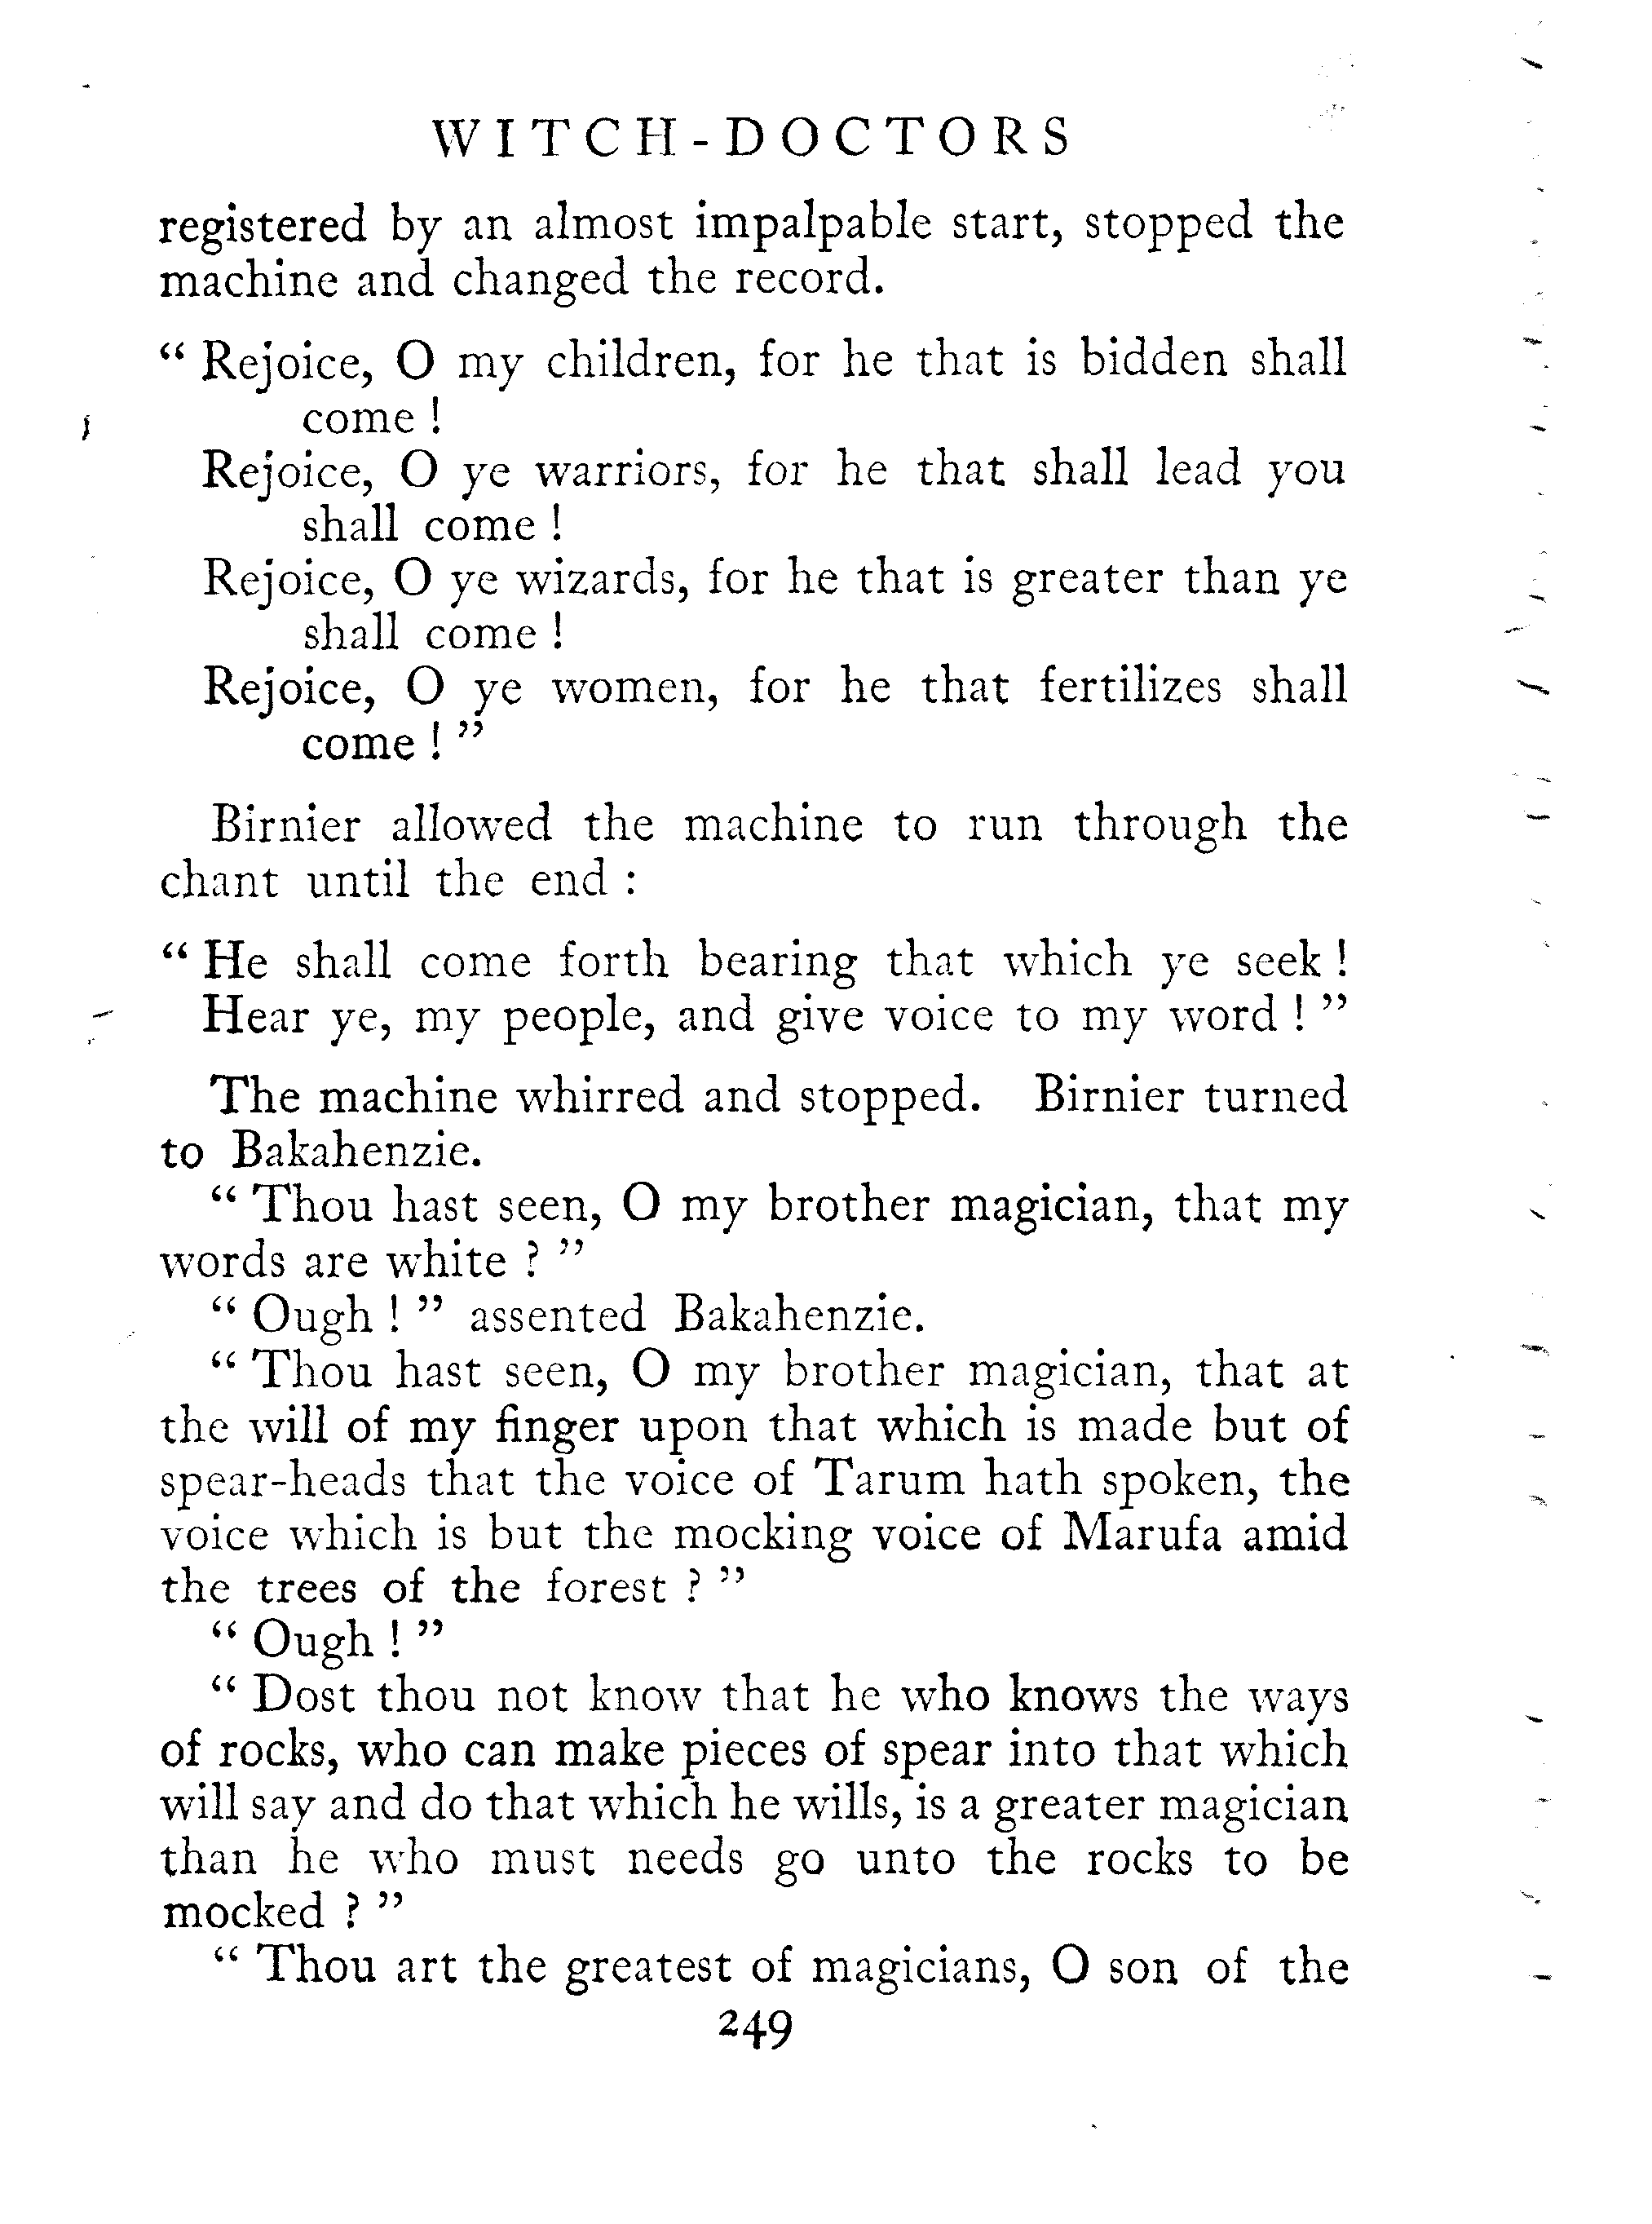 WITCH-DOCTORS
registered by an almost impalpable start, stopped the
machine and changed the record.
“ Rejoice, O my children, for he that is bidden shall
come !
Rejoice, O ye warriors, for he that shall lead you
shall come !
Rejoice, O ye wizards, for he that is greater than ye
shall come !
Rejoice, O ye women, for he that fertilizes shall
come ! ”
Birnier allowed the machine to run through the
chant until the end :
“ He shall come forth bearing that which ye seek !
Hear ye, my people, and give voice to my word ! ”
The machine whirred and stopped. Birnier turned
to Bakahenzie.
“ Thou hast seen, O my brother magician, that my
words are white ? ”
“ Ough ! ” assented Bakahenzie.
“ Thou hast seen, O my brother magician, that at
the will of my finger upon that which is made but of
spear-heads that the voice of Tarum hath spoken, the
voice which is but the mocking voice of Marufa amid
the trees of the forest ? ”
“ Ough ! ”
“ Dost thou not know that he who knows the ways
of rocks, who can make pieces of spear into that which
will say and do that which he wills, is a greater magician
than he who must needs go unto the rocks to be
mocked ? ”
“ Thou art the greatest of magicians, O son of the
249